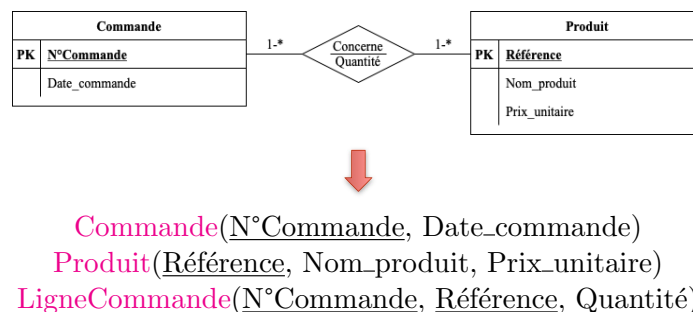 Commande
PK N°Commande
Date_commande
1-*
Concerne
Quantité
1-*
Produit
PK Référence
Nom_produit
Prix_unitaire
Commande(N°Commande, Date_commande)
Produit(Référence, Nom_produit, Prix_unitaire)
LigneCommande(N°Commande, Référence, Quantité)